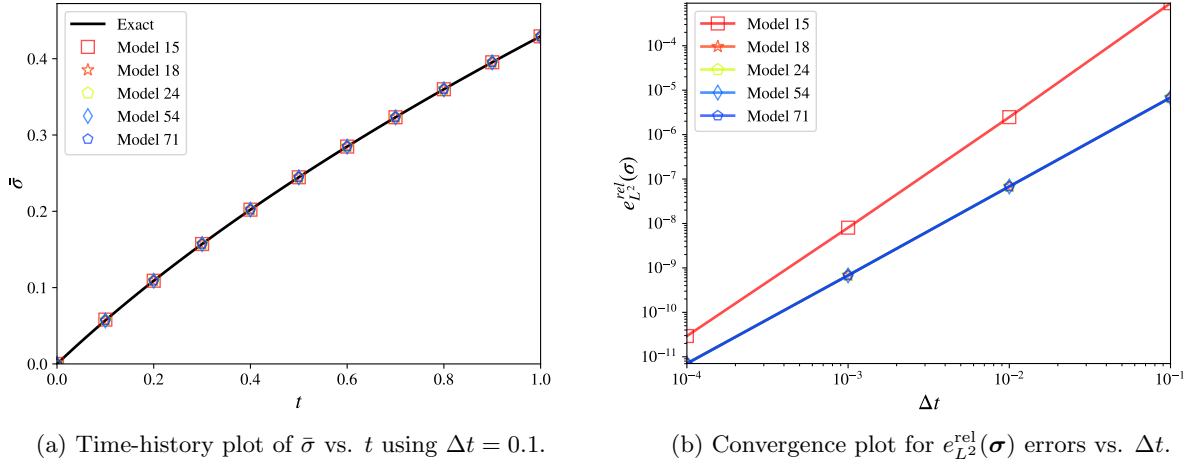 Exact
Model 15
Model 18
Model 24
Model 54
Model 71
0.4
0.3
0.2
0.1
0.0
σ̄
0.0 0.2 0.4 0.6 0.8 1.0
t
(a) Time-history plot of σ̄ vs. t using Δt = 0.1.
Model 15
Model 18
Model 24
Model 54
Model 71
10⁻⁴
10⁻⁵
10⁻⁶
10⁻⁷
10⁻⁸
10⁻⁹
10⁻¹⁰
10⁻¹¹
e_{L²}^{rel}(σ)
10⁻⁴ 10⁻³ 10⁻² 10⁻¹
Δt
(b) Convergence plot for e_{L²}^{rel}(σ) errors vs. Δt.